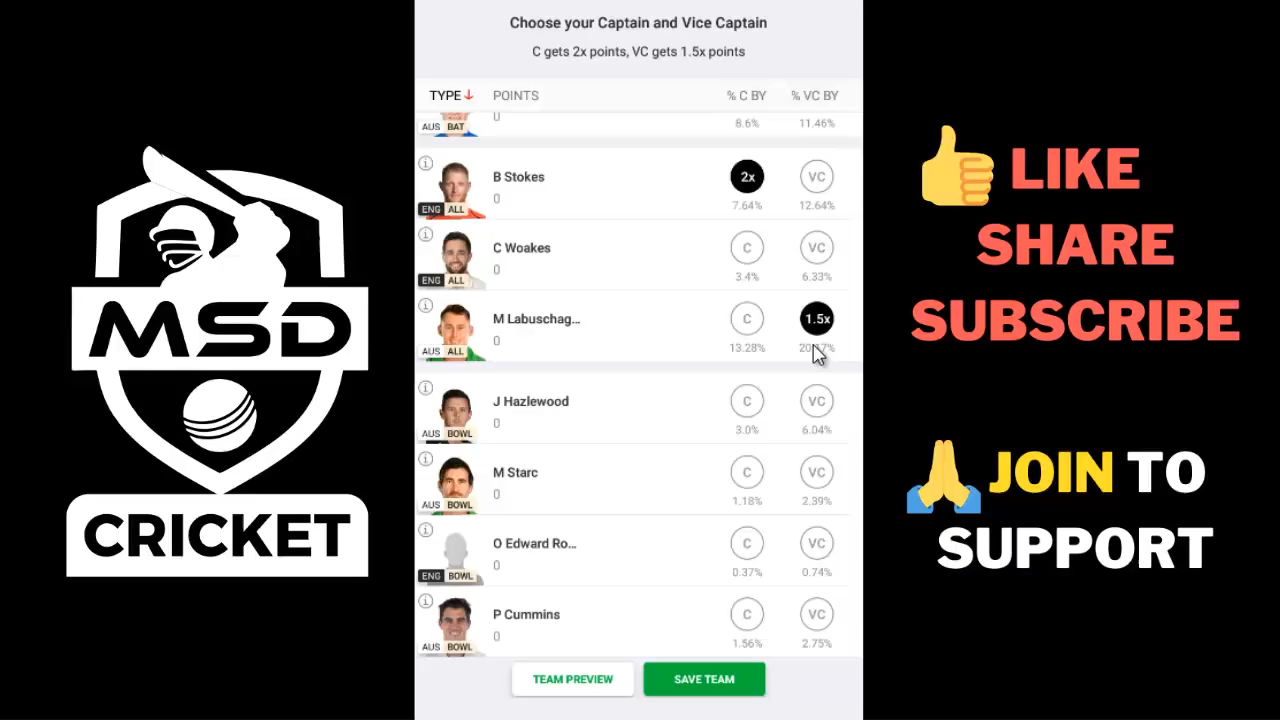 Choose your Captain and Vice Captain
C gets 2x points, VC gets 1.5x points
TYPE POINTS % C BY % VC BY
0
AUS BAT 8.6% 11.46%
B Stokes 2x VC
0
ENG ALL 7.64% 12.64%
C Woakes C VC
0
ENG ALL 3.4% 6.33%
M Labuschag... C 1.5x
0
AUS ALL 13.28%
J Hazlewood C VC
0
AUS BOWL 3.0% 6.04%
M Starc C VC
0
AUS BOWL 1.18% 2.39%
O Edward Ro... C VC
0
ENG BOWL 0.37% 0.74%
P Cummins C VC
0
AUS BOWL 1.56% 2.75%
TEAM PREVIEW SAVE TEAM
MSD
CRICKET
LIKE
SHARE
SUBSCRIBE
JOIN TO
SUPPORT